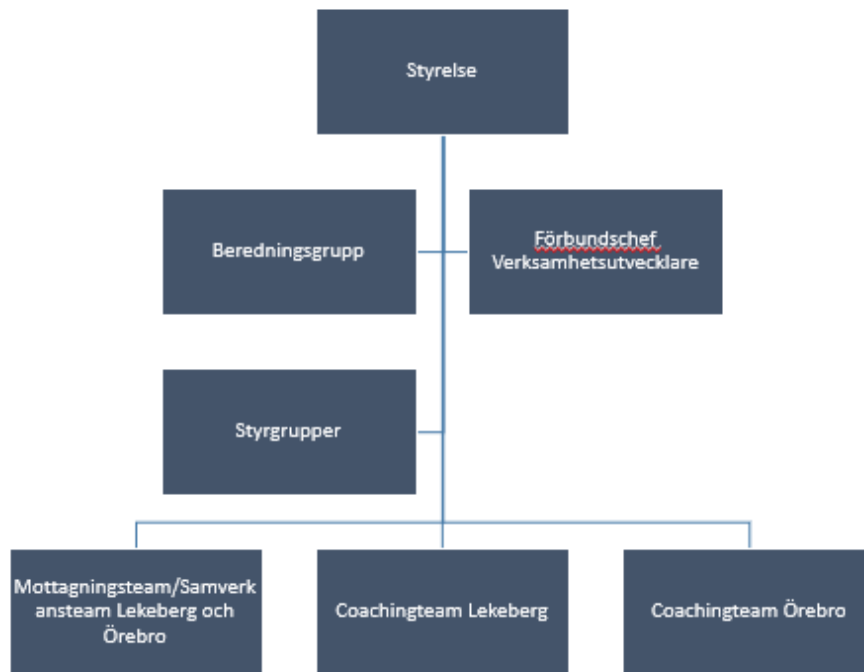 Styrelse
Beredningsgrupp
Förbundschef
Verksamhetsutvecklare
Styrgrupper
Mottagningsteam/Samverk
ansteam Lekeberg och
Örebro
Coachingteam Lekeberg
Coachingteam Örebro